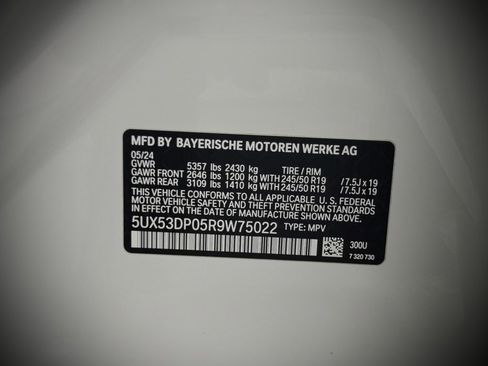 MFD BY BAYERISCHE MOTOREN WERKE AG
05/24
GVWR 5357 lbs 2430 kg TIRE / RIM
GAWR FRONT 2646 lbs 1200 kg WITH 245/50 R19 / 7.5J x 19
GAWR REAR 3109 lbs 1410 kg WITH 245/50 R19 / 7.5J x 19
THIS VEHICLE CONFORMS TO ALL APPLICABLE U.S. FEDERAL
MOTOR VEHICLE SAFETY, BUMPER, AND THEFT PREVENTION
STANDARDS IN EFFECT ON THE DATE OF MANUFACTURE SHOWN ABOVE.
5UX53DP05R9W75022 TYPE: MPV
300U
7 320 730